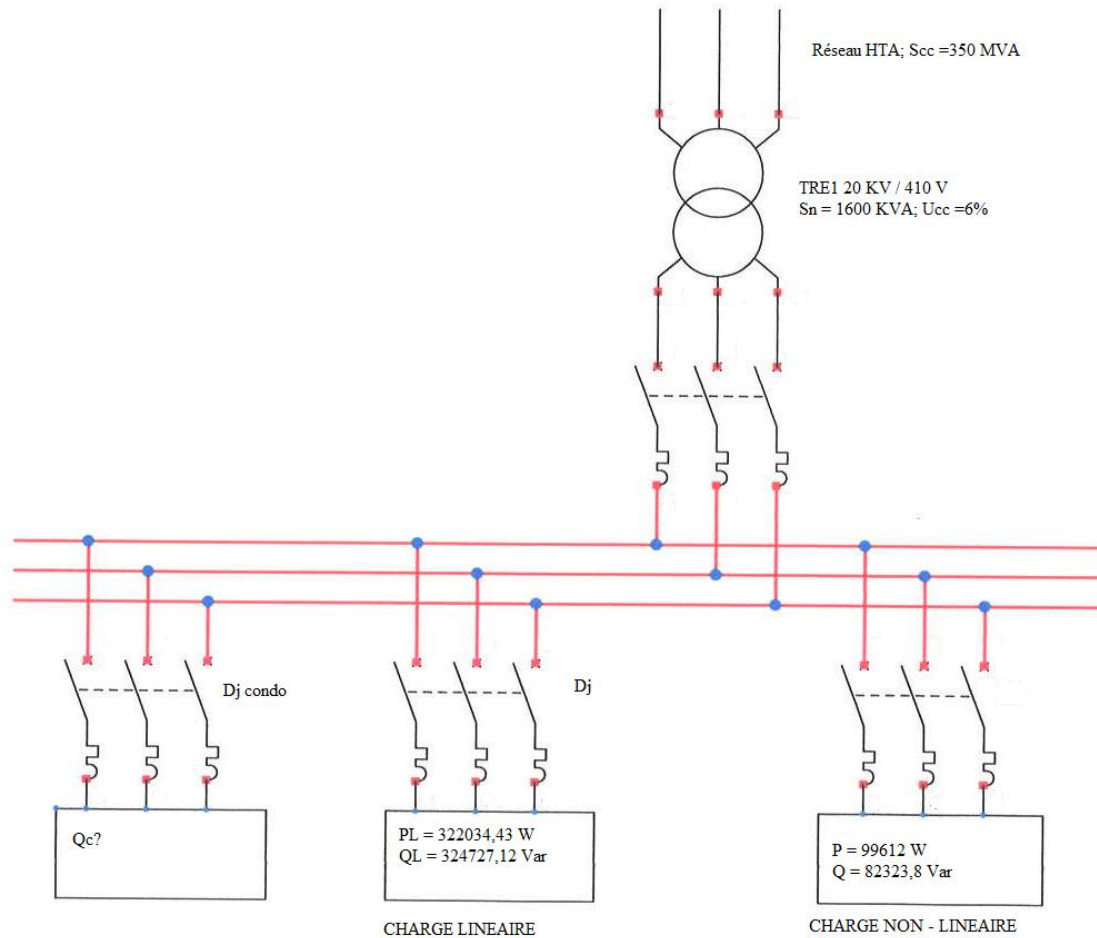 Réseau HTA; Scc =350 MVA
TRE1 20 KV / 410 V
Sn = 1600 KVA; Ucc =6%
Dj condo
Dj
Qc?
PL = 322034,43 W
QL = 324727,12 Var
P = 99612 W
Q = 82323,8 Var
CHARGE LINEAIRE
CHARGE NON - LINEAIRE